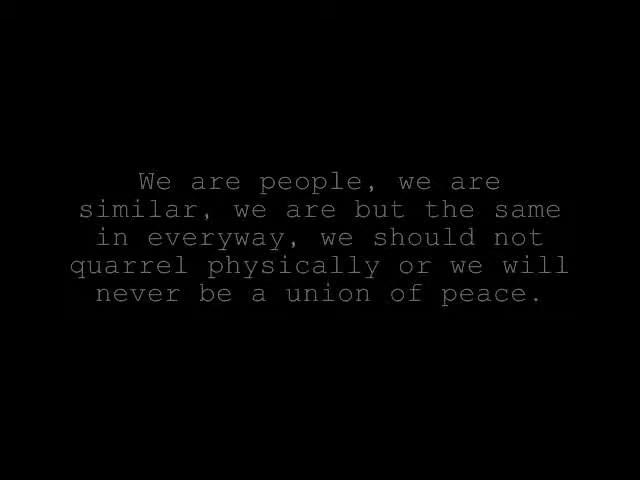 We are people, we are
similar, we are but the same
in everyway, we should not
quarrel physically or we will
never be a union of peace.